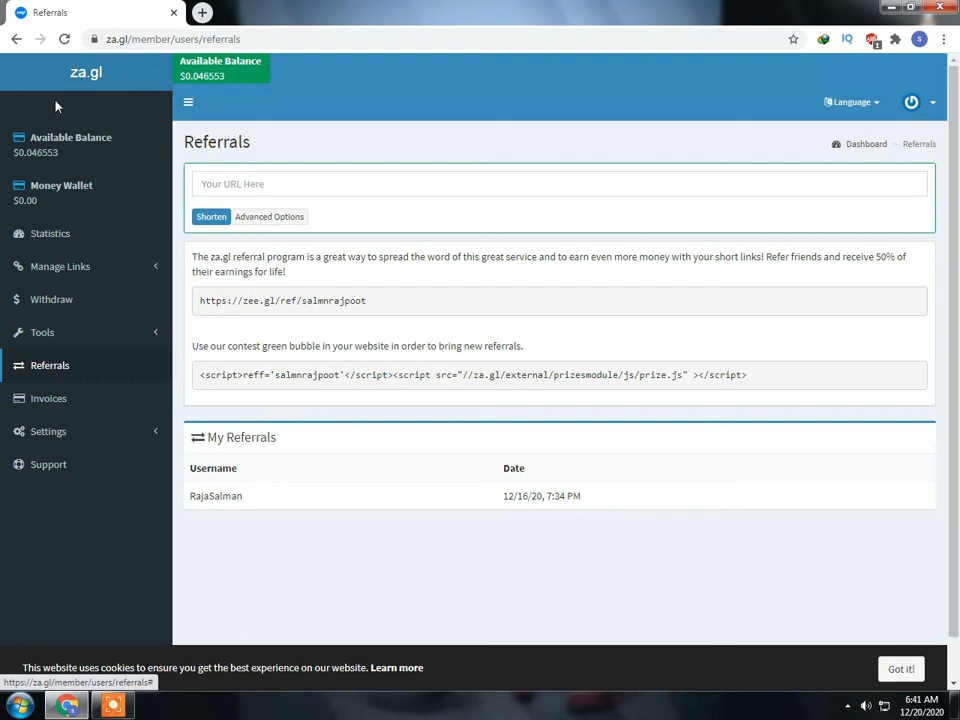 Referrals
za.gl/member/users/referrals
IQ
1
S
za.gl
Available Balance
$0.046553
Language
Available Balance
$0.046553
Money Wallet
$0.00
Statistics
Manage Links
Withdraw
Tools
Referrals
Invoices
Settings
Support
Referrals
Dashboard
Referrals
Your URL Here
Shorten
Advanced Options
The za.gl referral program is a great way to spread the word of this great service and to earn even more money with your short links! Refer friends and receive 50% of
their earnings for life!
https://zee.gl/ref/salmnrajpoot
Use our contest green bubble in your website in order to bring new referrals.
<script>reff='salmnrajpoot'</script><script src="//za.gl/external/prizesmodule/js/prize.js" ></script>
My Referrals
Username Date
RajaSalman 12/16/20, 7:34 PM
This website uses cookies to ensure you get the best experience on our website. Learn more
Got it!
https://za.gl/member/users/referrals#
6:41 AM
12/20/2020